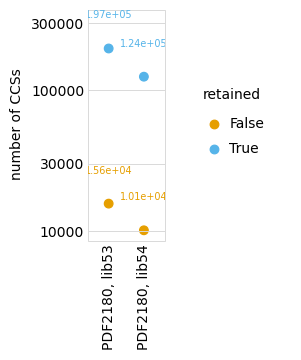 number of CCSs
300000
100000
30000
10000
1.97e+05
1.24e+05
1.56e+04
1.01e+04
PDF2180, lib53
PDF2180, lib54
retained
False
True